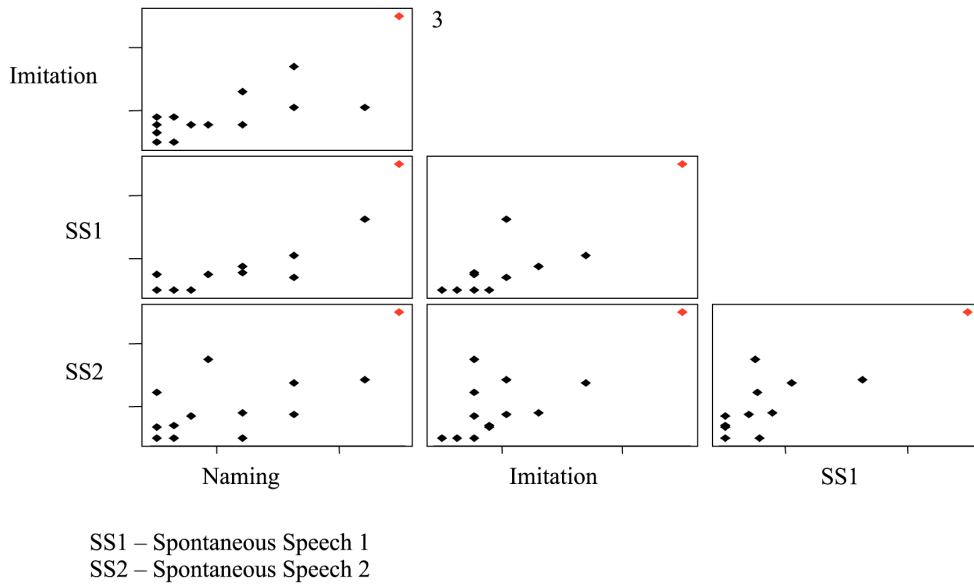 3
Imitation
SS1
SS2
Naming Imitation SS1
SS1 – Spontaneous Speech 1
SS2 – Spontaneous Speech 2